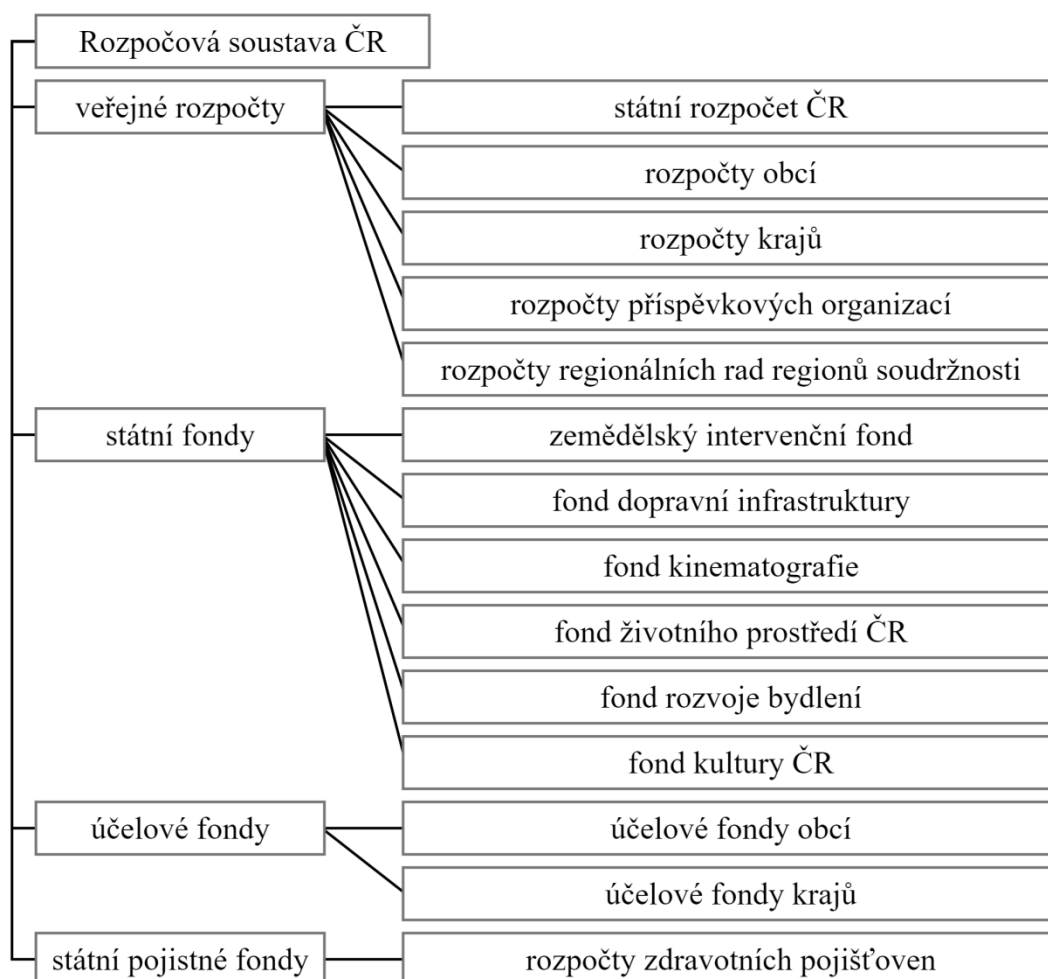 Rozpočová soustava ČR
veřejné rozpočty
státní rozpočet ČR
rozpočty obcí
rozpočty krajů
rozpočty příspěvkových organizací
rozpočty regionálních rad regionů soudržnosti
státní fondy
zemědělský intervenční fond
fond dopravní infrastruktury
fond kinematografie
fond životního prostředí ČR
fond rozvoje bydlení
fond kultury ČR
účelové fondy
účelové fondy obcí
účelové fondy krajů
státní pojistné fondy
rozpočty zdravotních pojišťoven